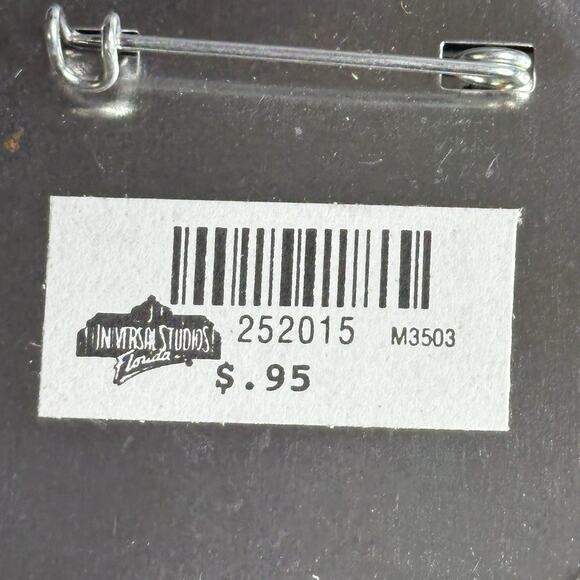 UNIVERSAL STUDIOS
Florida
252015 M3503
$.95